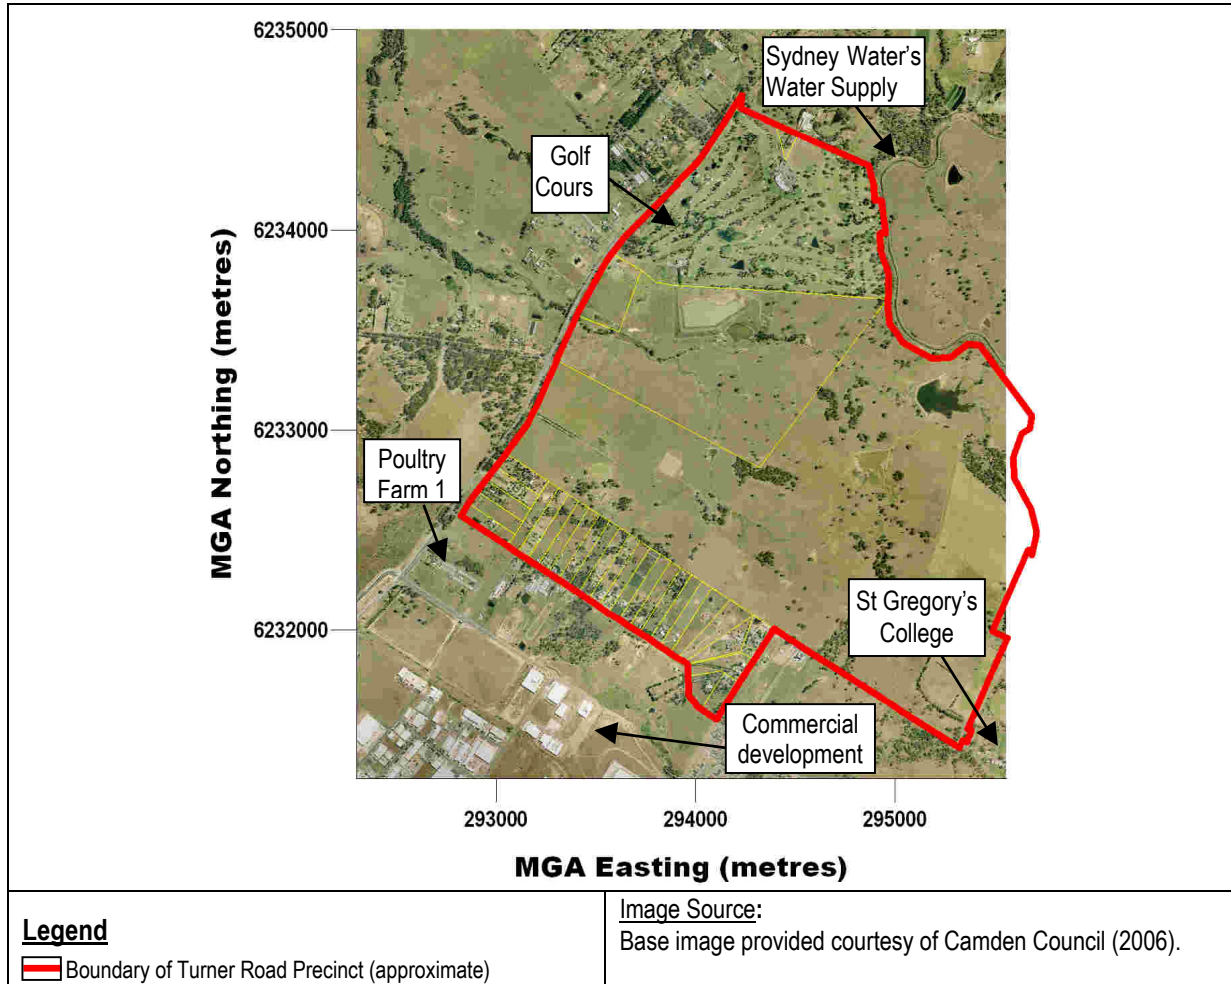 6235000
Sydney Water's
Water Supply
Golf
Cours
6234000
MGA Northing (metres)
6233000
Poultry
Farm 1
St Gregory's
College
6232000
Commercial
development
293000
294000
295000
MGA Easting (metres)
Legend
Boundary of Turner Road Precinct (approximate)
Image Source:
Base image provided courtesy of Camden Council (2006).